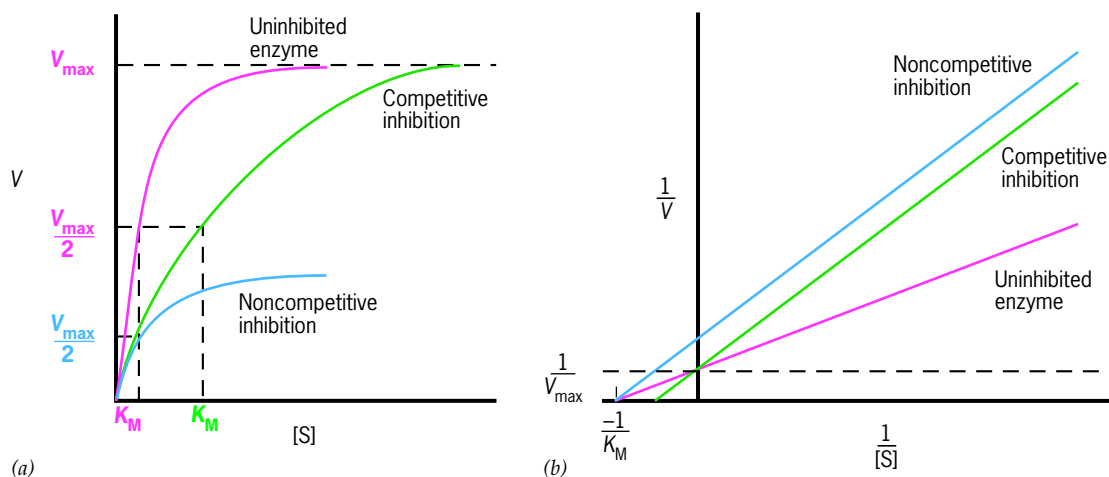 Uninhibited
enzyme
Vmax
Competitive
inhibition
V
Vmax
2
Noncompetitive
inhibition
Vmax
2
KM
KM
[S]
(a)
Noncompetitive
inhibition
Competitive
inhibition
1
V
Uninhibited
enzyme
1
Vmax
-1
KM
1
[S]
(b)